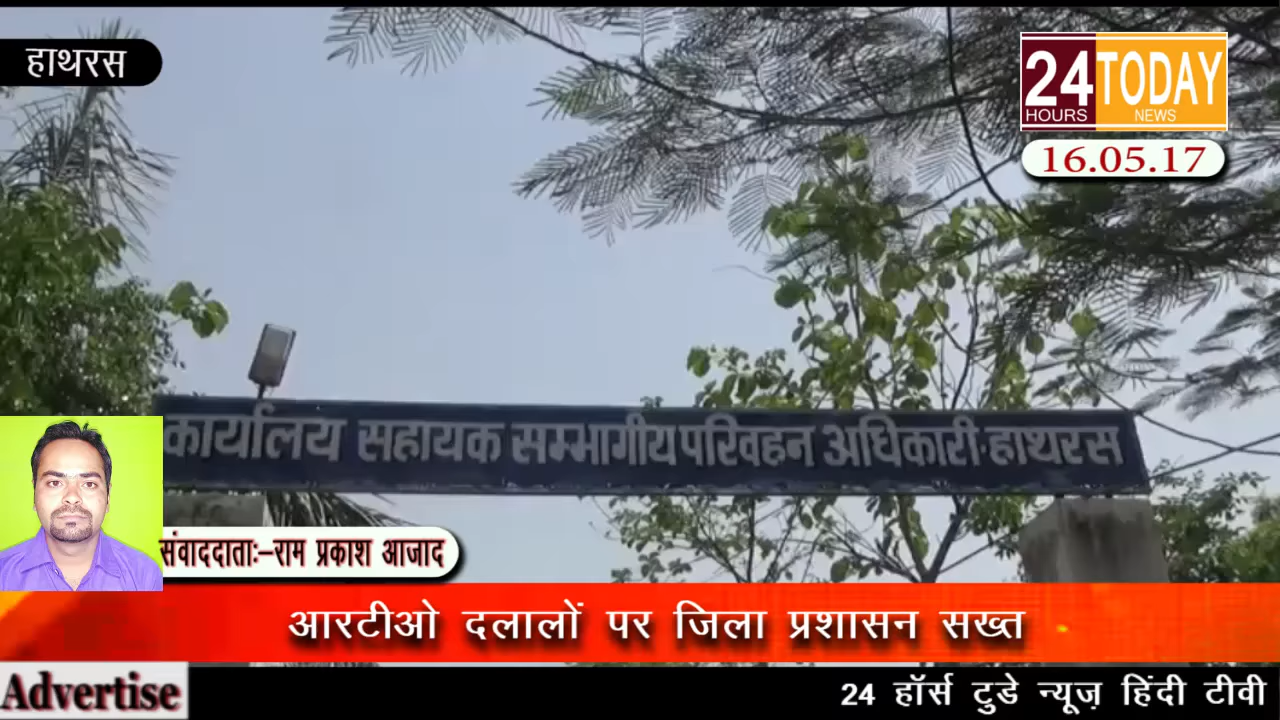 हाथरस
24 TODAY
HOURS NEWS
16.05.17
कार्यालय सहायक सम्भागीय परिवहन अधिकारी·हाथरस
संवाददाताः–राम प्रकाश आजाद
आरटीओ दलालों पर जिला प्रशासन सख्त
Advertise
24 हॉर्स टुडे न्यूज़ हिंदी टीवी